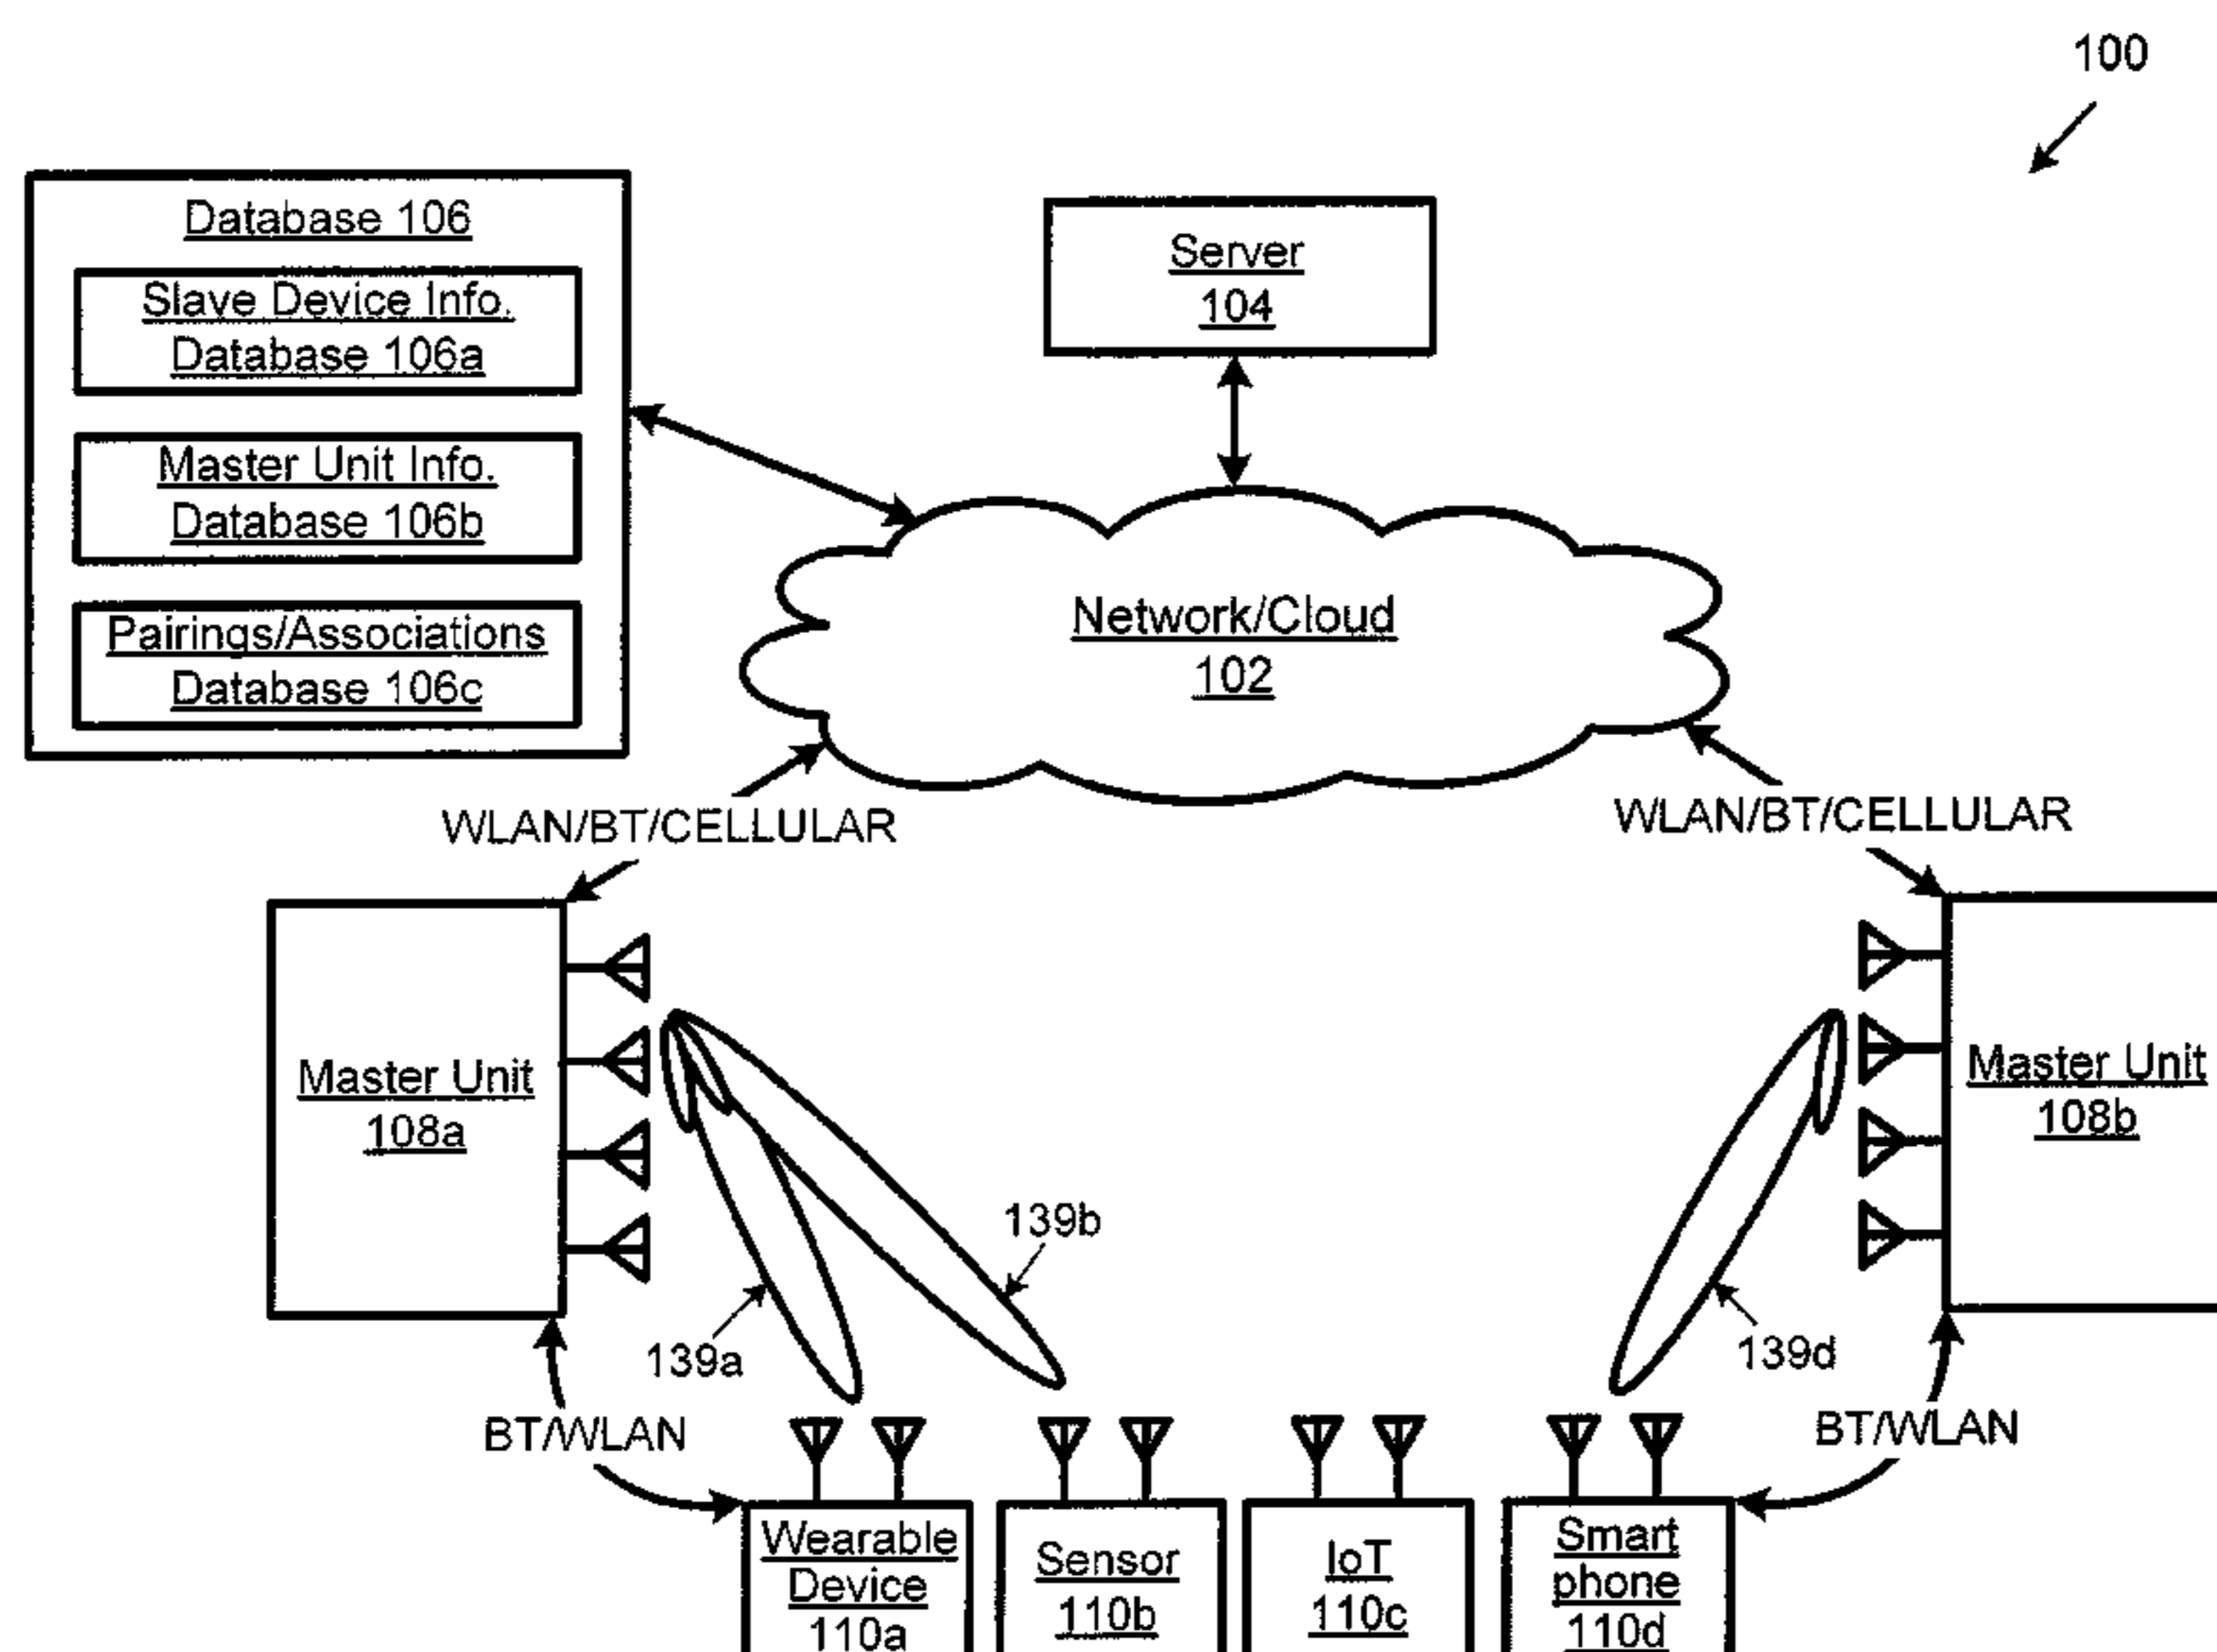 100
Database 106
Slave Device Info.
Database 106a
Master Unit Info.
Database 106b
Pairings/Associations
Database 106c
Server
104
Network/Cloud
102
WLAN/BT/CELLULAR
WLAN/BT/CELLULAR
Master Unit
108a
Master Unit
108b
139b
139a
139d
BT/WLAN
BT/WLAN
Wearable
Device
110a
Sensor
110b
IoT
110c
Smart
phone
110d